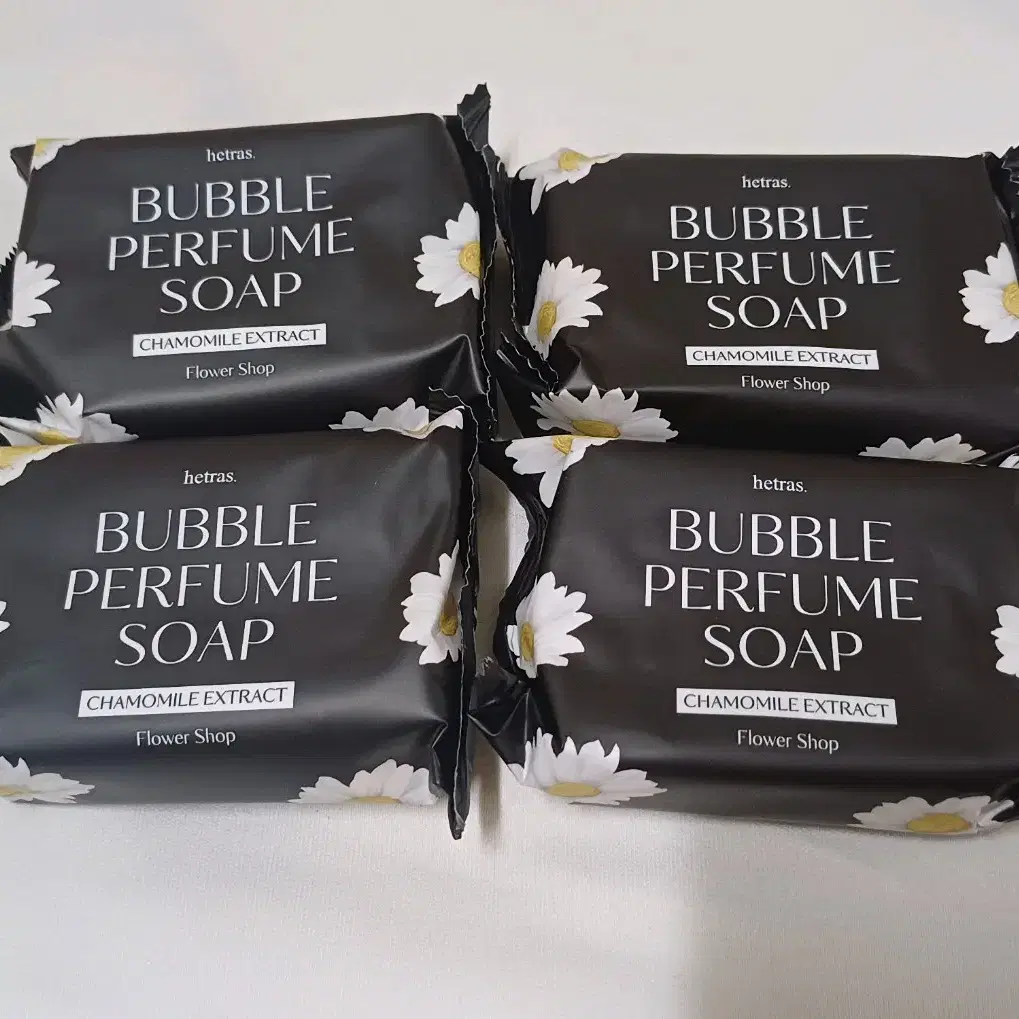 hetras.
BUBBLE
PERFUME
SOAP
CHAMOMILE EXTRACT
Flower Shop
hetras.
BUBBLE
PERFUME
SOAP
CHAMOMILE EXTRACT
Flower Shop
hetras.
BUBBLE
PERFUME
SOAP
CHAMOMILE EXTRACT
Flower Shop
hetras.
BUBBLE
PERFUME
SOAP
CHAMOMILE EXTRACT
Flower Shop